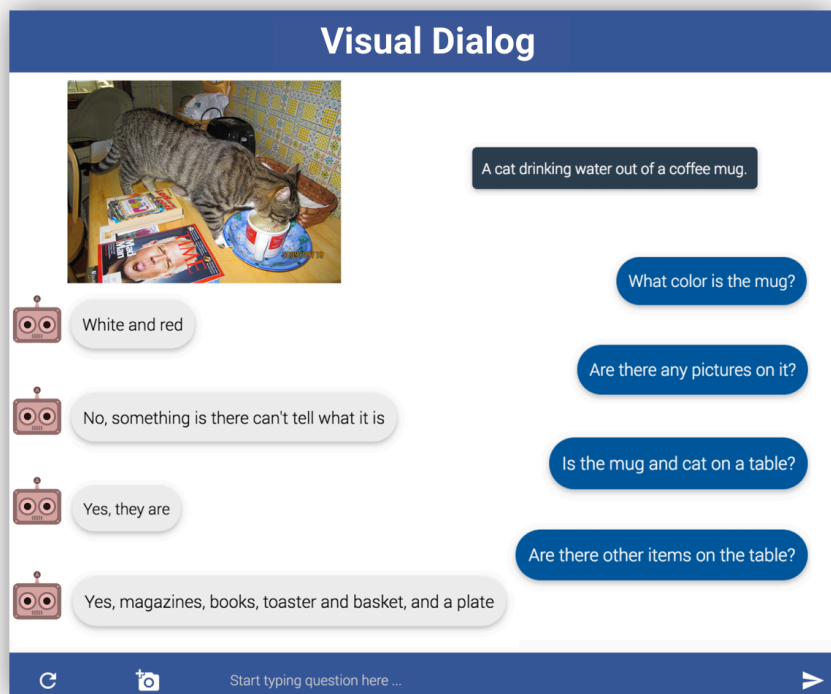 Visual Dialog
A cat drinking water out of a coffee mug.
TIME
Mad
Man
What color is the mug?
White and red
Are there any pictures on it?
No, something is there can't tell what it is
Is the mug and cat on a table?
Yes, they are
Are there other items on the table?
Yes, magazines, books, toaster and basket, and a plate
Start typing question here ...